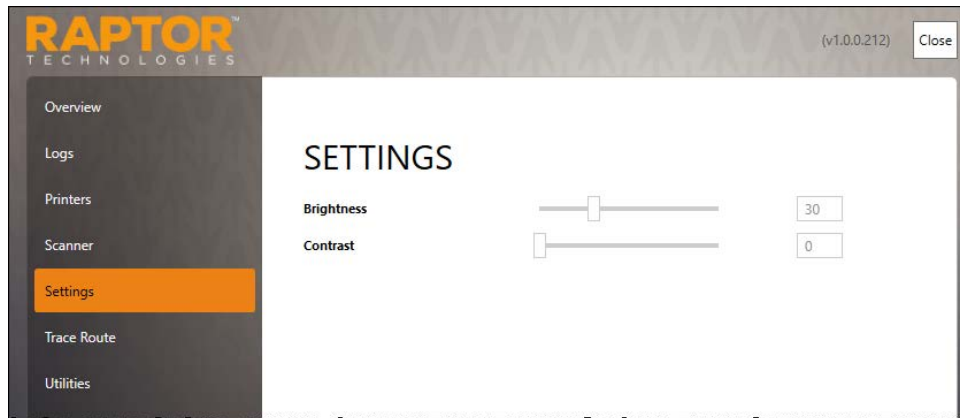 RAPTOR™
TECHNOLOGIES
(v1.0.0.212)
Close
Overview
Logs
Printers
Scanner
Settings
Trace Route
Utilities
SETTINGS
Brightness
30
Contrast
0